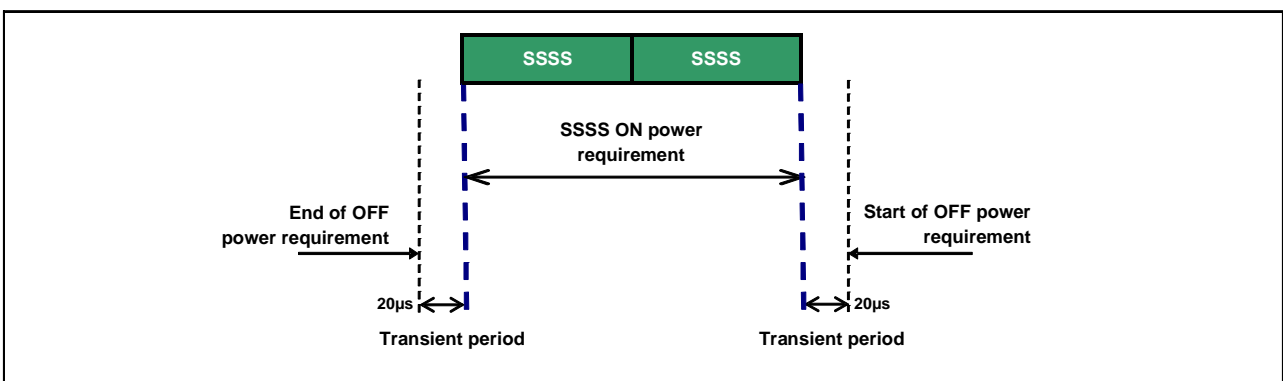 SSSS SSSS
SSSS ON power
requirement
End of OFF
power requirement
Start of OFF power
requirement
20µs
20µs
Transient period
Transient period